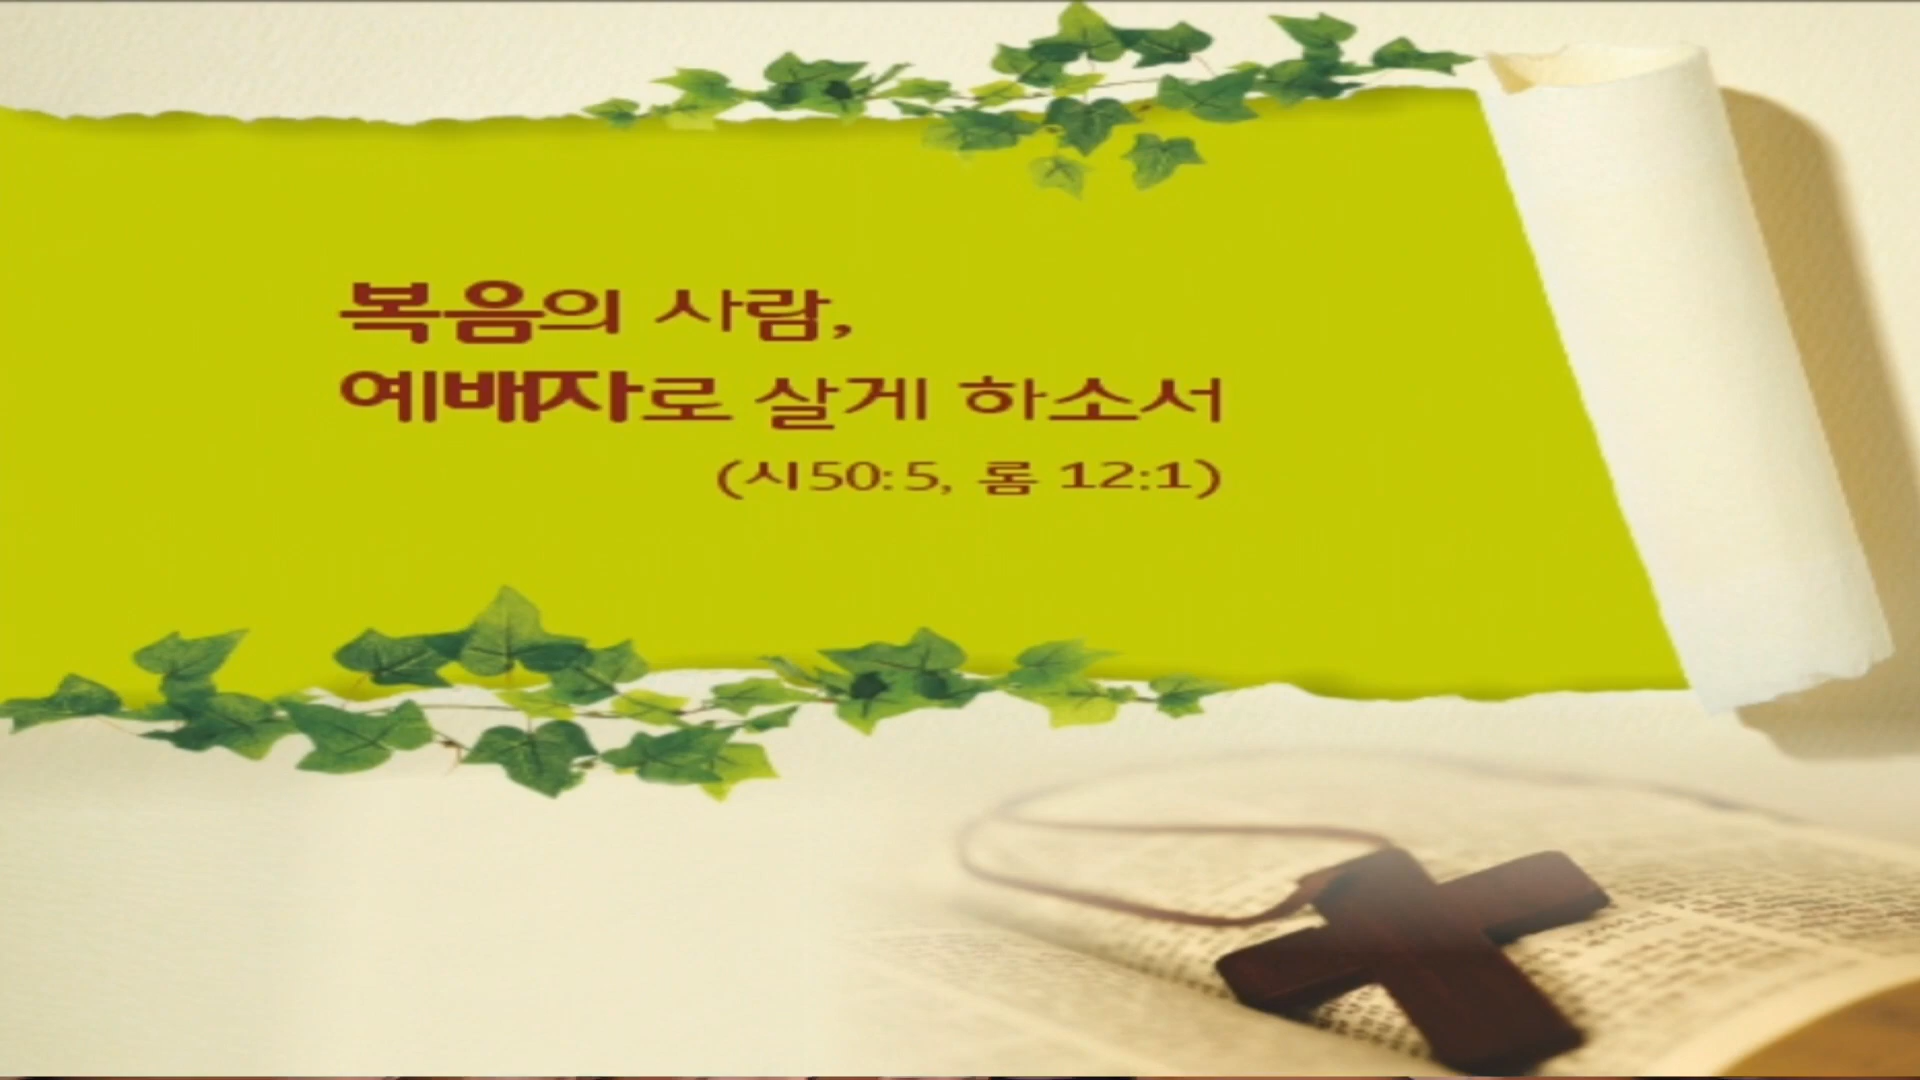 복음의 사람,
예배자로 살게 하소서
(시50:5, 롬 12:1)